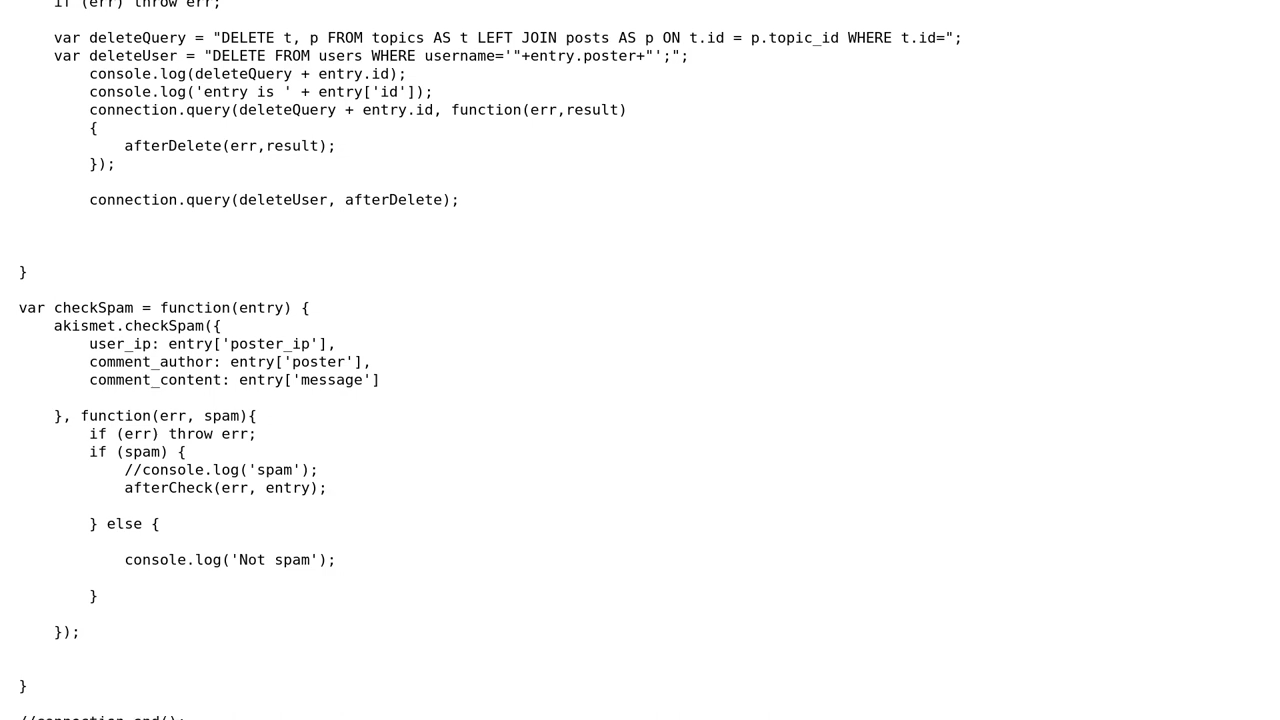 if (err) throw err;
var deleteQuery = "DELETE t, p FROM topics AS t LEFT JOIN posts AS p ON t.id = p.topic_id WHERE t.id=";
var deleteUser = "DELETE FROM users WHERE username='"+entry.poster+"';";
console.log(deleteQuery + entry.id);
console.log('entry is ' + entry['id']);
connection.query(deleteQuery + entry.id, function(err,result)
{
afterDelete(err,result);
});
connection.query(deleteUser, afterDelete);
}
var checkSpam = function(entry) {
akismet.checkSpam({
user_ip: entry['poster_ip'],
comment_author: entry['poster'],
comment_content: entry['message']
}, function(err, spam){
if (err) throw err;
if (spam) {
//console.log('spam');
afterCheck(err, entry);
} else {
console.log('Not spam');
}
});
}
//connection.end();